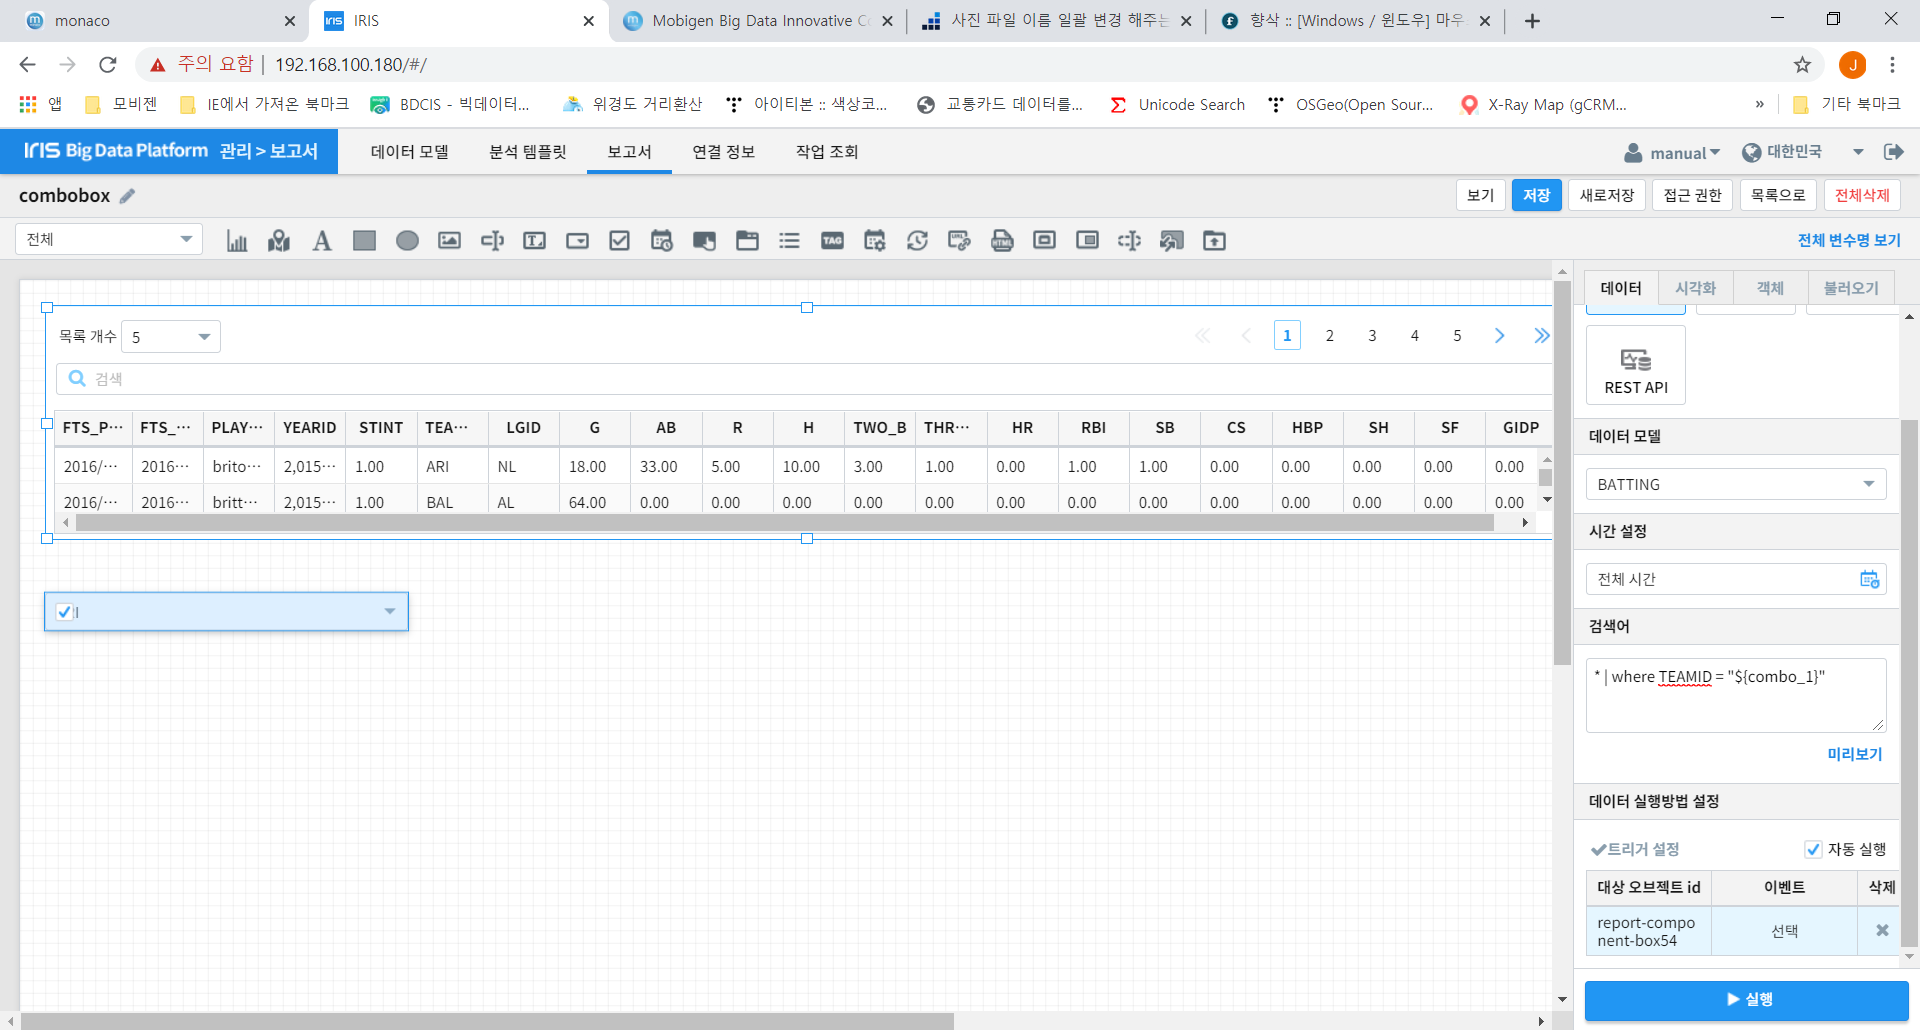 monaco
IRIS
Mobigen Big Data Innovative Co
사진 파일 이름 일괄 변경 해주는
향삭 :: [Windows / 윈도우] 마우
주의 요함 | 192.168.100.180/#/
J
앱
모비젠
IE에서 가져온 북마크
BDCIS - 빅데이터...
위경도 거리환산
아이티본 :: 색상코...
교통카드 데이터를...
Unicode Search
OSGeo(Open Sour...
X-Ray Map (gCRM...
»
기타 북마크
IRIS Big Data Platform 관리 > 보고서
데이터 모델
분석 템플릿
보고서
연결 정보
작업 조회
manual
대한민국
combobox
보기
저장
새로저장
접근 권한
목록으로
전체삭제
전체
전체 변수명 보기
목록 개수 5
1 2 3 4 5
검색
FTS_P··· FTS_··· PLAY··· YEARID STINT TEA··· LGID G AB R H TWO_B THR··· HR RBI SB CS HBP SH SF GIDP
2016/··· 2016··· brito··· 2,015··· 1.00 ARI NL 18.00 33.00 5.00 10.00 3.00 1.00 0.00 1.00 1.00 0.00 0.00 0.00 0.00 0.00
2016/··· 2016··· britt··· 2,015··· 1.00 BAL AL 64.00 0.00 0.00 0.00 0.00 0.00 0.00 0.00 0.00 0.00 0.00 0.00 0.00 0.00
데이터
시각화
객체
불러오기
REST API
데이터 모델
BATTING
시간 설정
전체 시간
검색어
* | where TEAMID = "${combo_1}"
미리보기
데이터 실행방법 설정
트리거 설정
자동 실행
대상 오브젝트 id 이벤트 삭제
report-compo
nent-box54
선택
실행